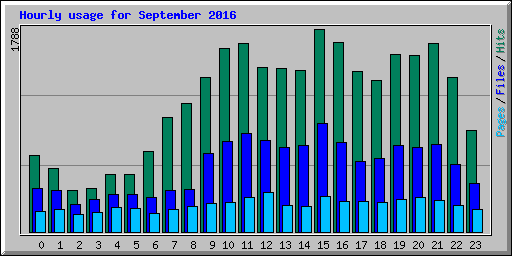 Hourly usage for September 2016
1788
Pages / Files / Hits
0 1 2 3 4 5 6 7 8 9 10 11 12 13 14 15 16 17 18 19 20 21 22 23